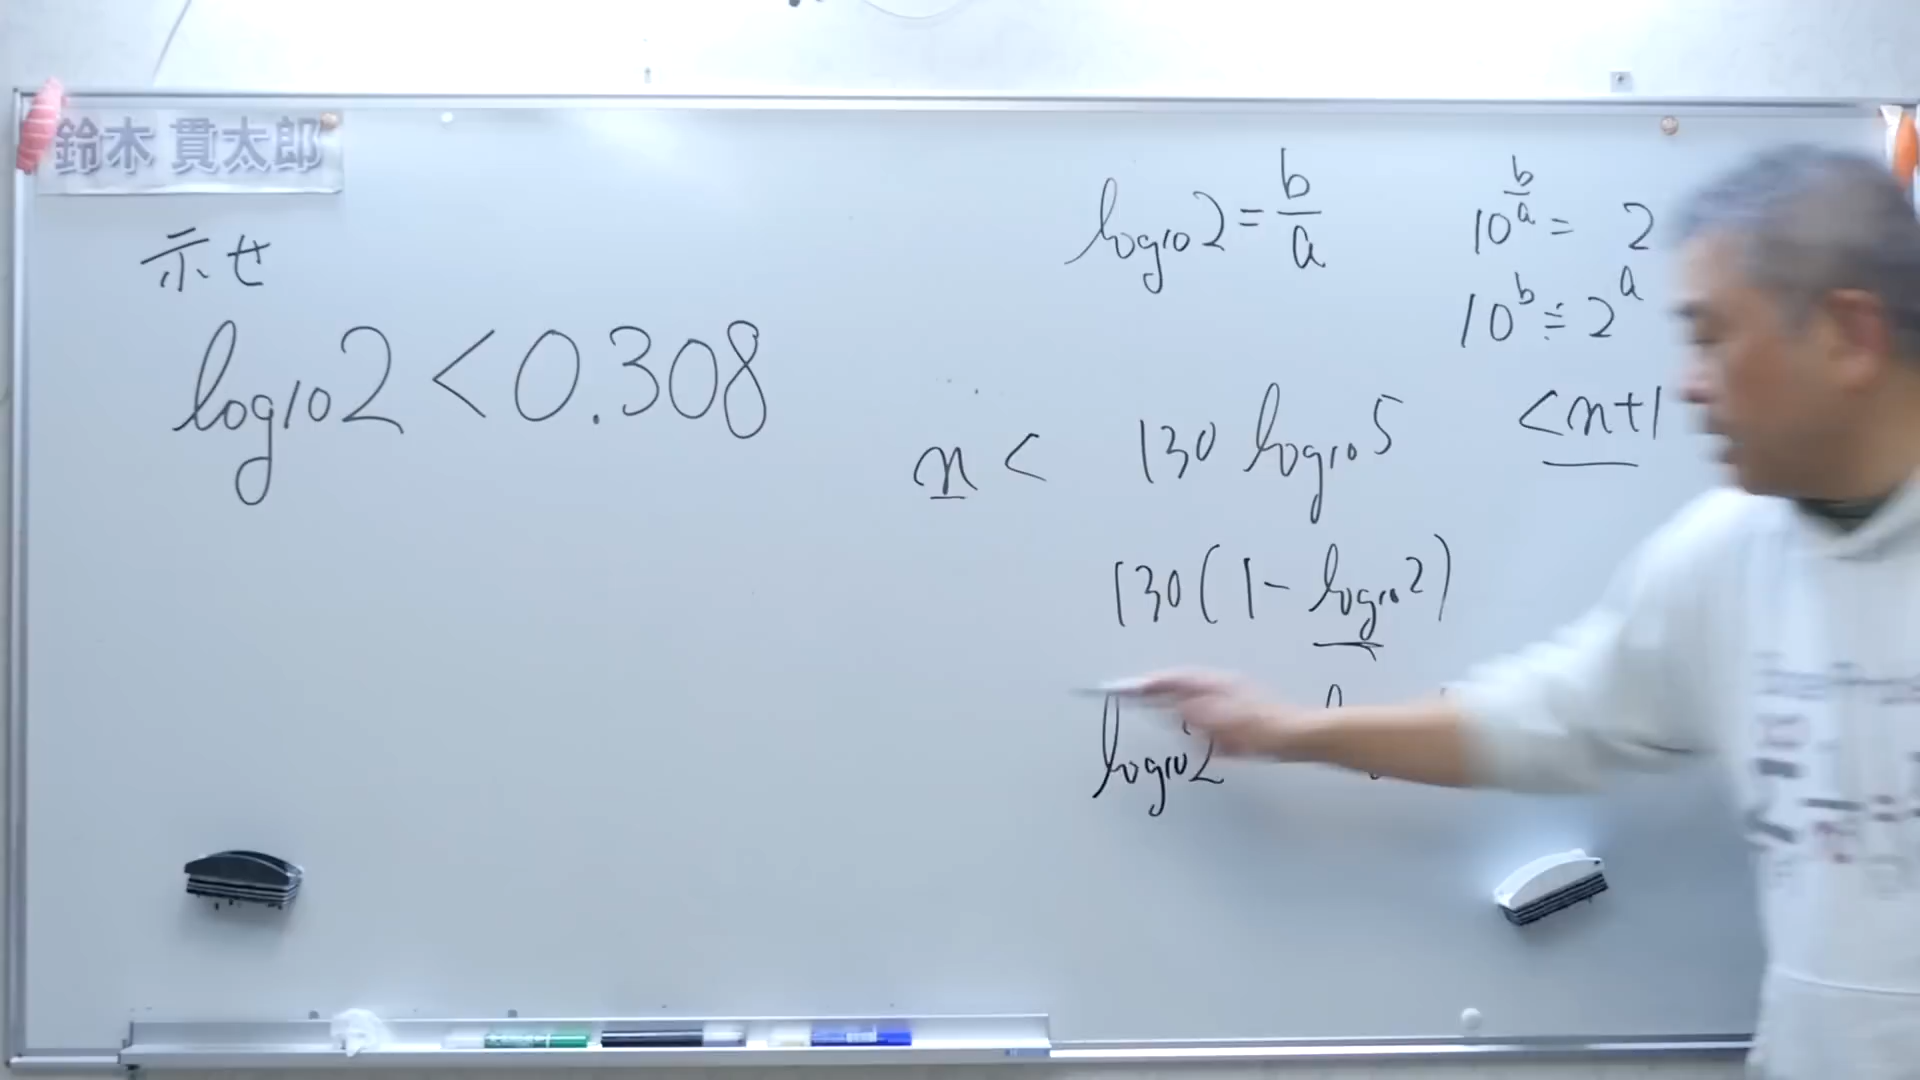 鈴木 貫太郎
示せ
log₁₀2 < 0.308
log₁₀2 = b/a
10^(b/a) = 2
10^b ≒ 2^a
n < 130 log₁₀5 < n+1
130(1 - log₁₀2)
log₁₀2